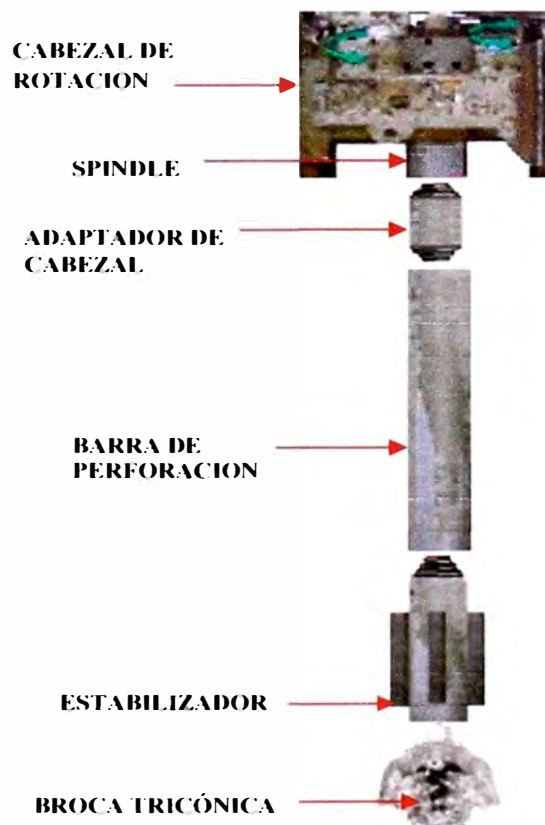 CABEZAL DE
ROTACION
SPINDLE
ADAPTADOR DE
CABEZAL
BARRA DE
PERFORACION
ESTABILIZADOR
BROCA TRICÓNICA